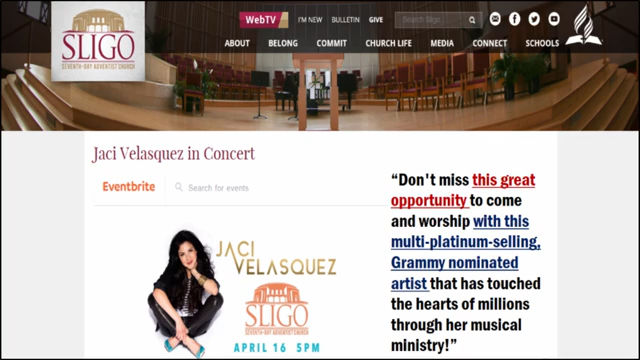 WebTV I'M NEW BULLETIN GIVE Search Sligo
SLIGO
SEVENTH-DAY ADVENTIST CHURCH
ABOUT BELONG COMMIT CHURCH LIFE MEDIA CONNECT SCHOOLS
Jaci Velasquez in Concert
Eventbrite Search for events
JACI
VELASQUEZ
SLIGO
SEVENTH-DAY ADVENTIST CHURCH
APRIL 16 5PM
“Don't miss this great
opportunity to come
and worship with this
multi-platinum-selling,
Grammy nominated
artist that has touched
the hearts of millions
through her musical
ministry!”